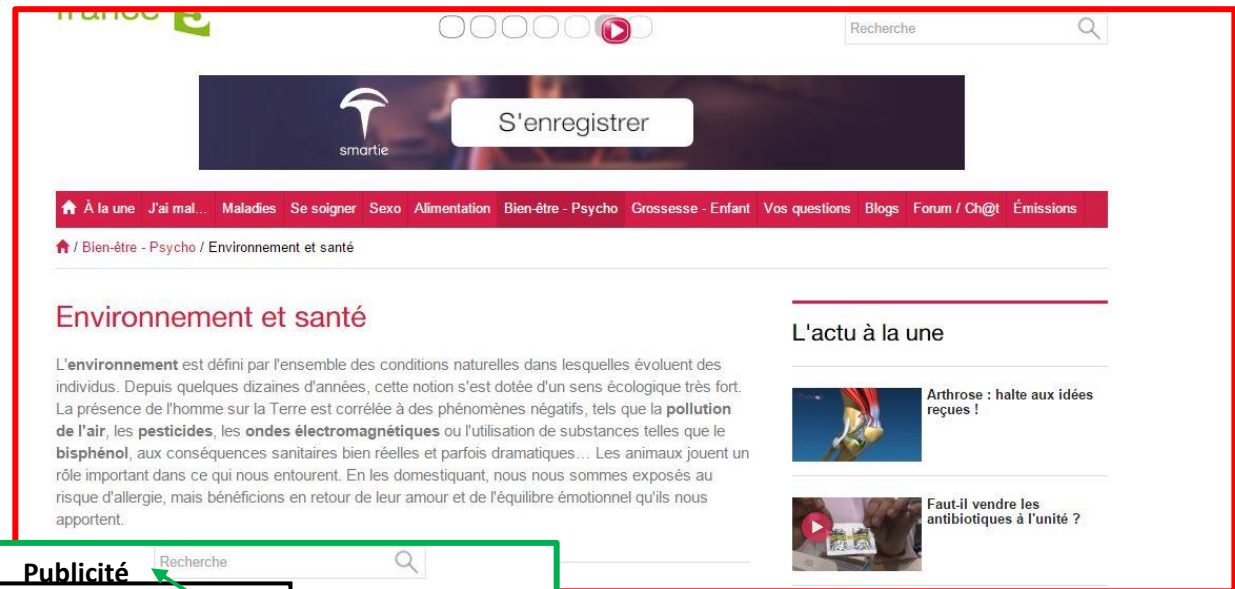 france 5
Recherche
S'enregistrer
smartie
À la une J'ai mal... Maladies Se soigner Sexo Alimentation Bien-être - Psycho Grossesse - Enfant Vos questions Blogs Forum / Ch@t Émissions
/ Bien-être - Psycho / Environnement et santé
Environnement et santé
L'environnement est défini par l'ensemble des conditions naturelles dans lesquelles évoluent des
individus. Depuis quelques dizaines d'années, cette notion s'est dotée d'un sens écologique très fort.
La présence de l'homme sur la Terre est corrélée à des phénomènes négatifs, tels que la pollution
de l'air, les pesticides, les ondes électromagnétiques ou l'utilisation de substances telles que le
bisphénol, aux conséquences sanitaires bien réelles et parfois dramatiques… Les animaux jouent un
rôle important dans ce qui nous entourent. En les domestiquant, nous nous sommes exposés au
risque d'allergie, mais bénéficions en retour de leur amour et de l'équilibre émotionnel qu'ils nous
apportent.
L'actu à la une
Arthrose : halte aux idées
reçues !
Faut-il vendre les
antibiotiques à l'unité ?
Recherche
Publicité